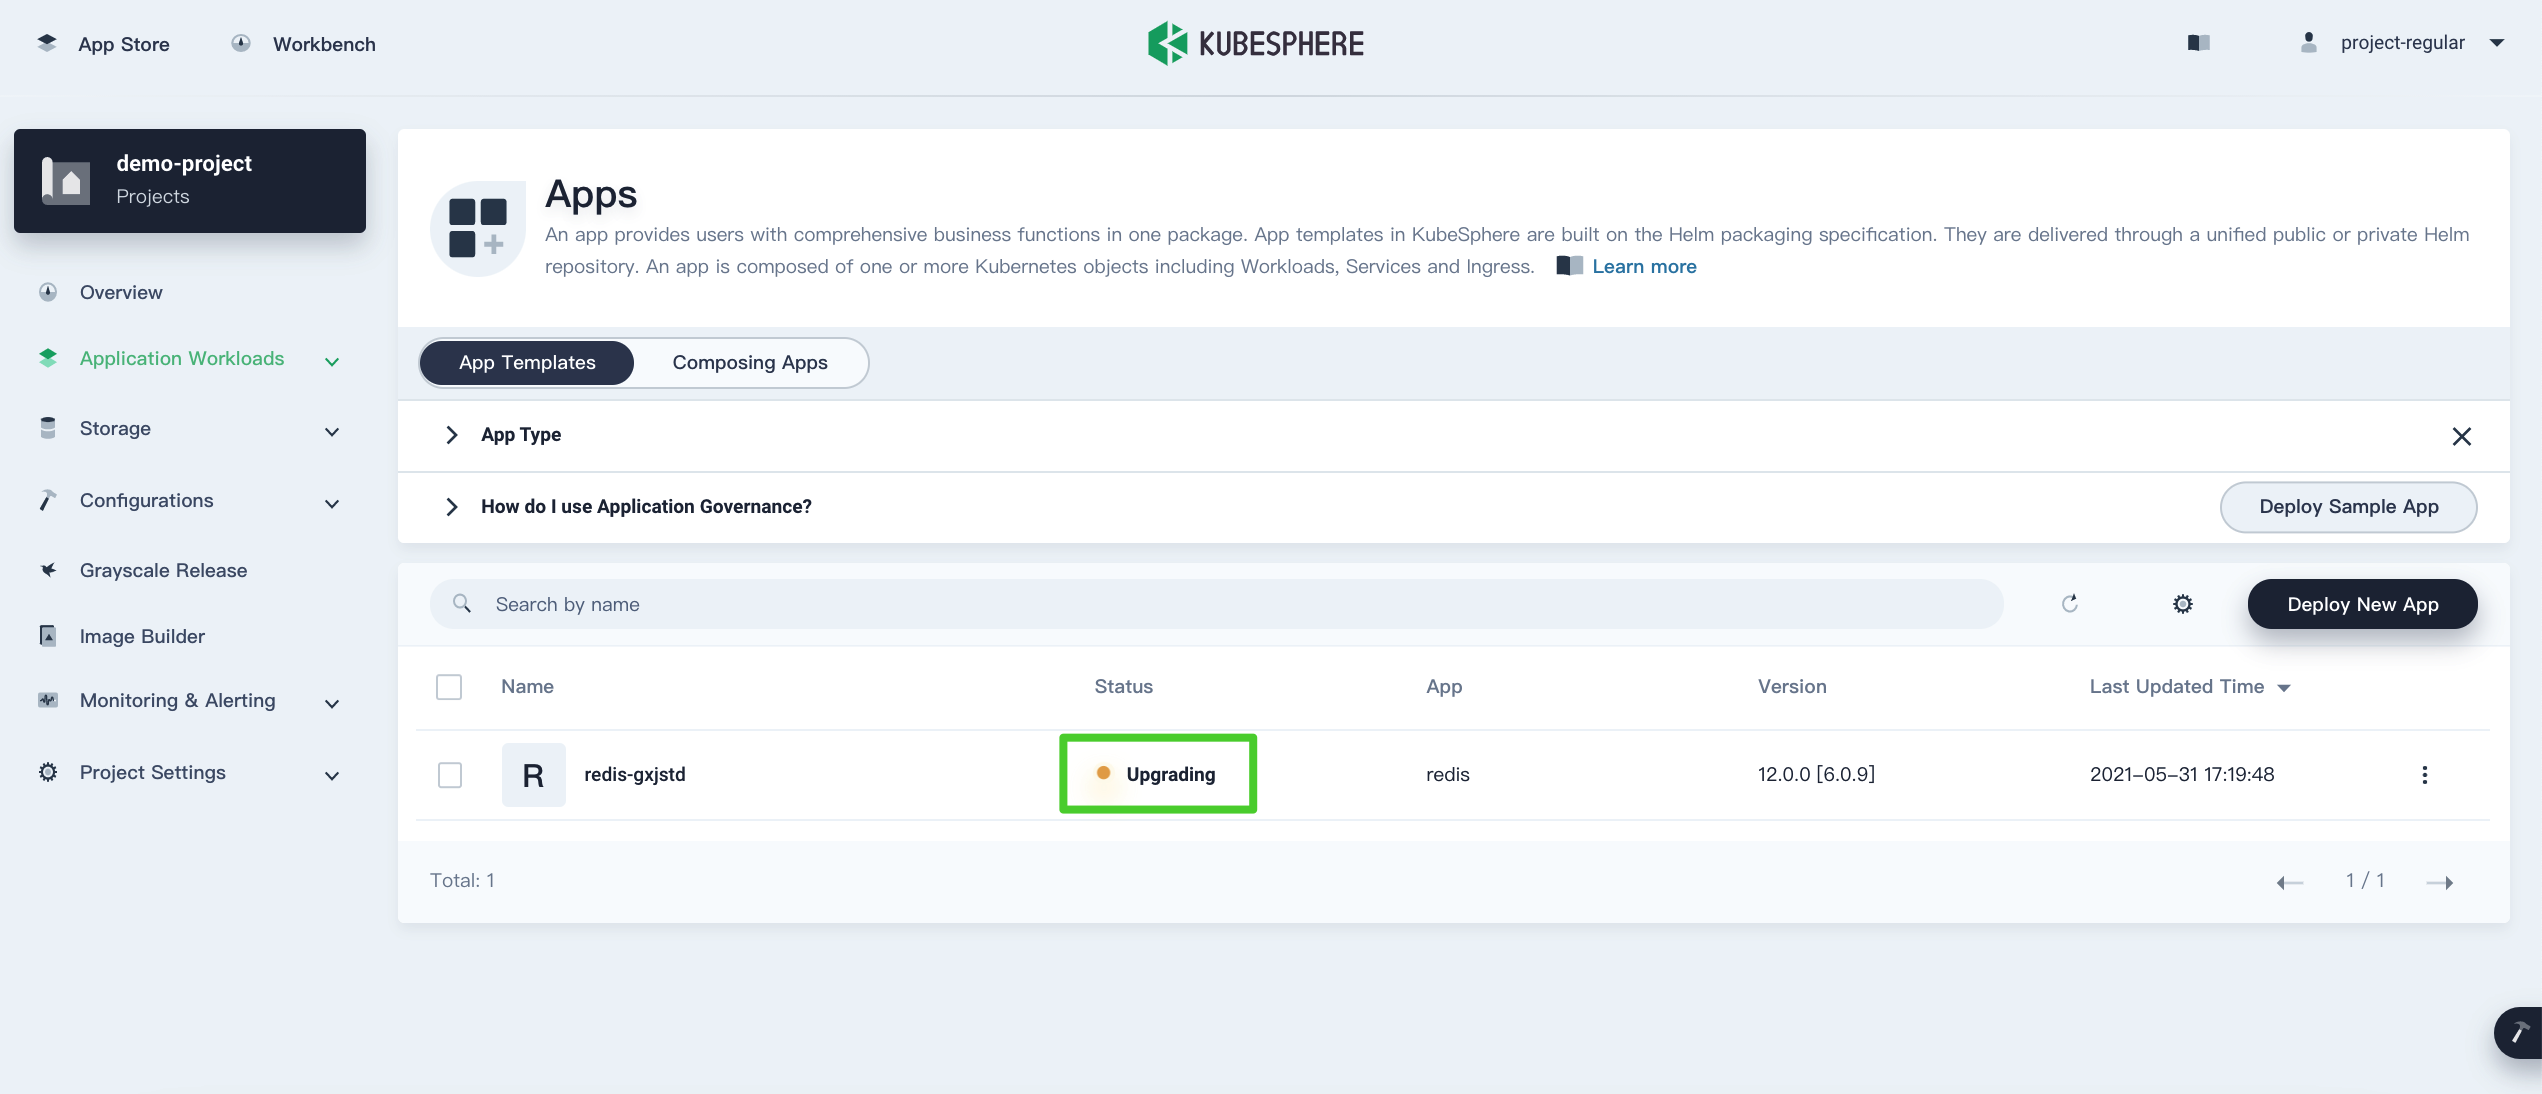 App Store
Workbench
KUBESPHERE
project-regular
demo-project
Projects
Overview
Application Workloads
Storage
Configurations
Grayscale Release
Image Builder
Monitoring & Alerting
Project Settings
Apps
An app provides users with comprehensive business functions in one package. App templates in KubeSphere are built on the Helm packaging specification. They are delivered through a unified public or private Helm
repository. An app is composed of one or more Kubernetes objects including Workloads, Services and Ingress. Learn more
App Templates
Composing Apps
App Type
How do I use Application Governance?
Deploy Sample App
Search by name
Deploy New App
Name Status App Version Last Updated Time
R redis-gxjstd Upgrading redis 12.0.0 [6.0.9] 2021-05-31 17:19:48
Total: 1
1 / 1